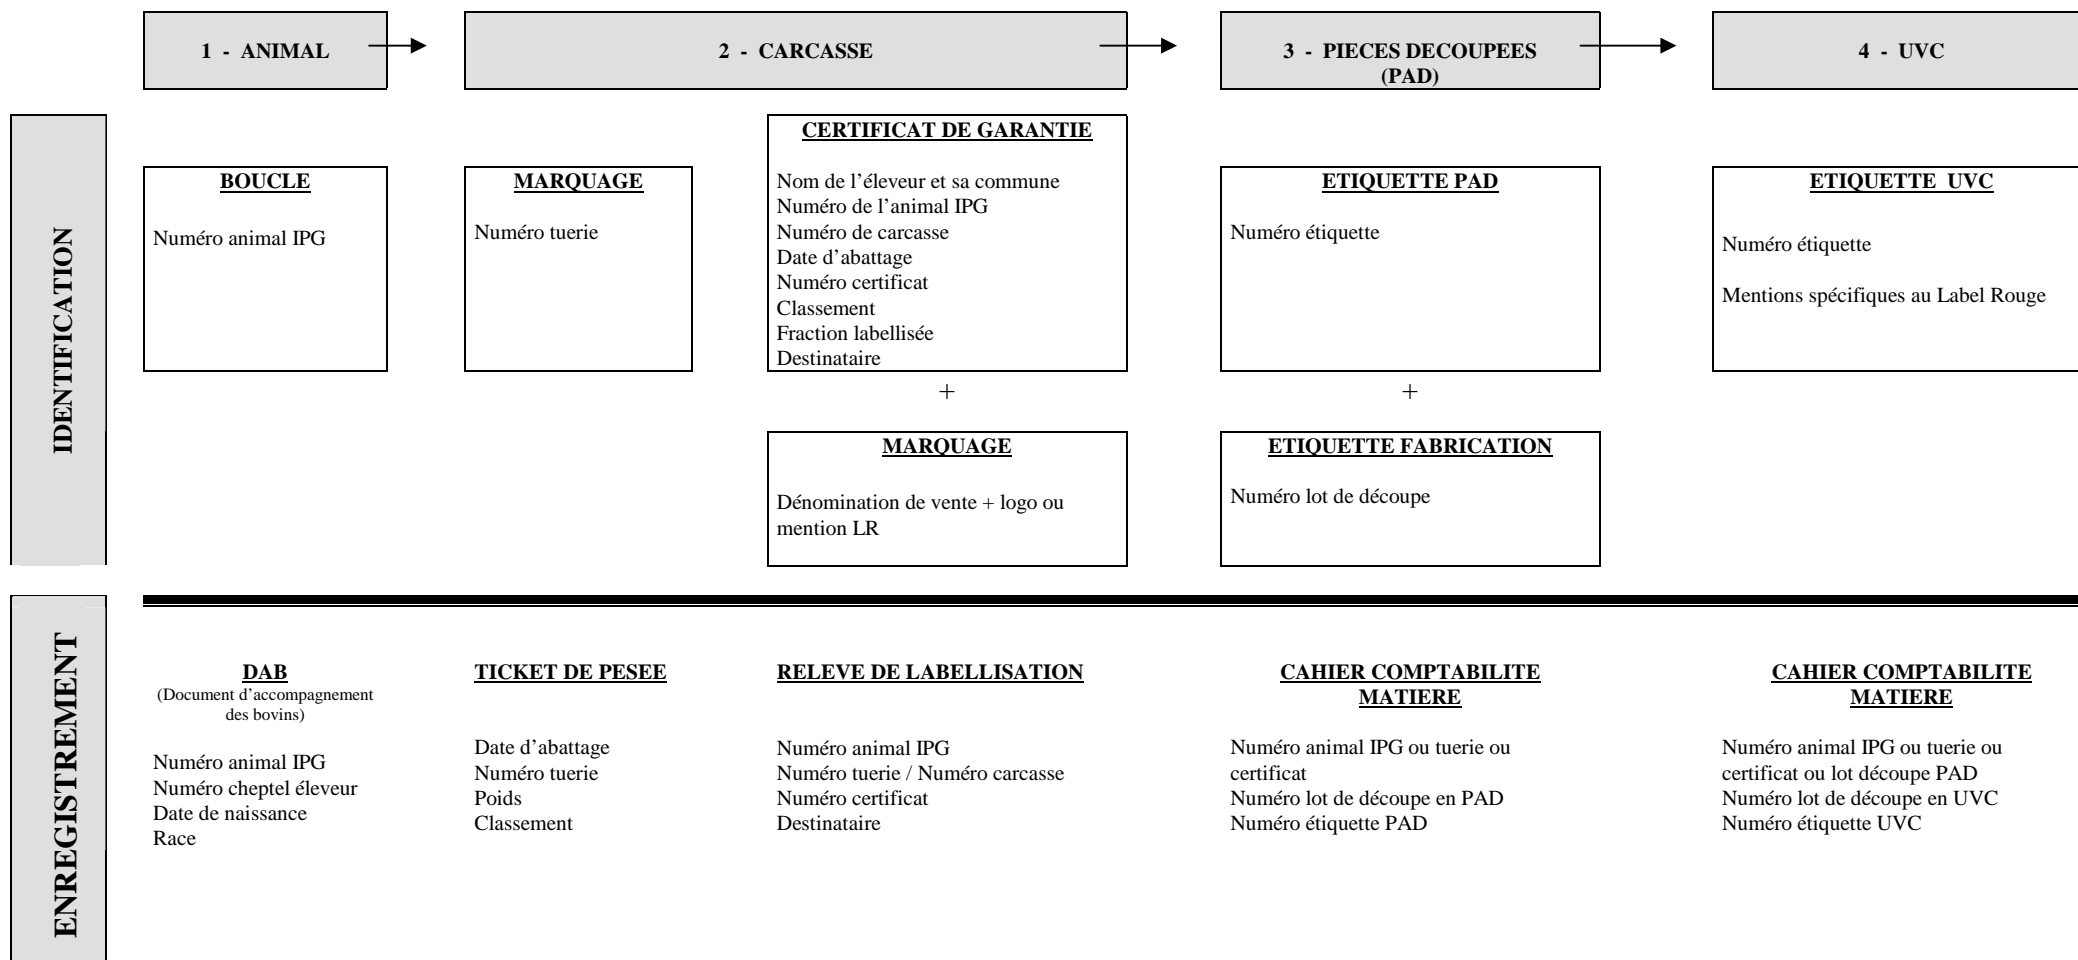 1 - ANIMAL
2 - CARCASSE
3 - PIECES DECOUPEES
(PAD)
4 - UVC
IDENTIFICATION
BOUCLE
Numéro animal IPG
MARQUAGE
Numéro tuerie
CERTIFICAT DE GARANTIE
Nom de l’éleveur et sa commune
Numéro de l’animal IPG
Numéro de carcasse
Date d’abattage
Numéro certificat
Classement
Fraction labellisée
Destinataire
+
MARQUAGE
Dénomination de vente + logo ou
mention LR
ETIQUETTE PAD
Numéro étiquette
+
ETIQUETTE FABRICATION
Numéro lot de découpe
ETIQUETTE UVC
Numéro étiquette
Mentions spécifiques au Label Rouge
ENREGISTREMENT
DAB
(Document d’accompagnement
des bovins)
Numéro animal IPG
Numéro cheptel éleveur
Date de naissance
Race
TICKET DE PESEE
Date d’abattage
Numéro tuerie
Poids
Classement
RELEVE DE LABELLISATION
Numéro animal IPG
Numéro tuerie / Numéro carcasse
Numéro certificat
Destinataire
CAHIER COMPTABILITE
MATIERE
Numéro animal IPG ou tuerie ou
certificat
Numéro lot de découpe en PAD
Numéro étiquette PAD
CAHIER COMPTABILITE
MATIERE
Numéro animal IPG ou tuerie ou
certificat ou lot découpe PAD
Numéro lot de découpe en UVC
Numéro étiquette UVC